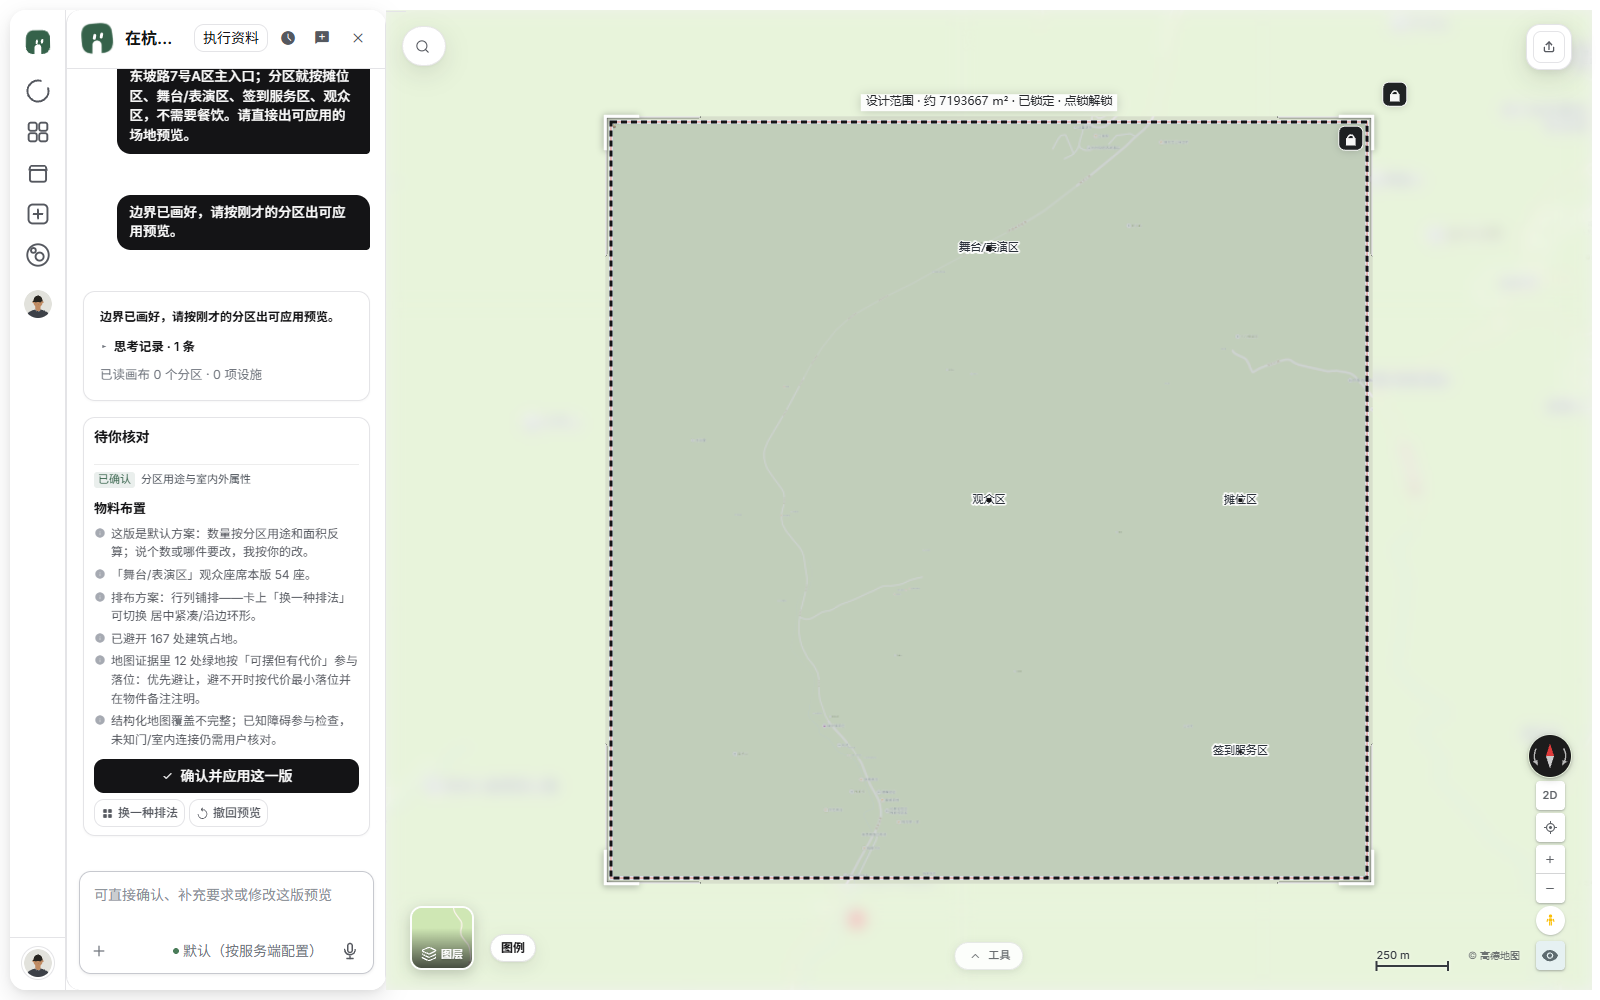 在杭...
执行资料
东坡路7号A区主入口；分区就按摊位
区、舞台/表演区、签到服务区、观众
区，不需要餐饮。请直接出可应用的
场地预览。
边界已画好，请按刚才的分区出可应
用预览。
边界已画好，请按刚才的分区出可应用预览。
思考记录 · 1 条
已读画布 0 个分区 · 0 项设施
待你核对
已确认 分区用途与室内外属性
物料布置
这版是默认方案：数量按分区用途和面积反
算；说个数或哪件要改，我按你的改。
「舞台/表演区」观众座席本版 54 座。
排布方案：行列铺排——卡上「换一种排法」
可切换 居中紧凑/沿边环形。
已避开 167 处建筑占地。
地图证据里 12 处绿地按「可摆但有代价」参与
落位：优先避让，避不开时按代价最小落位并
在物件备注注明。
结构化地图覆盖不完整；已知障碍参与检查，
未知门/室内连接仍需用户核对。
确认并应用这一版
换一种排法
撤回预览
可直接确认、补充要求或修改这版预览
默认（按服务端配置）
设计范围 · 约 7193667 m² · 已锁定 · 点锁解锁
舞台/表演区
观众区
摊位区
签到服务区
图层
图例
工具
2D
250 m
© 高德地图